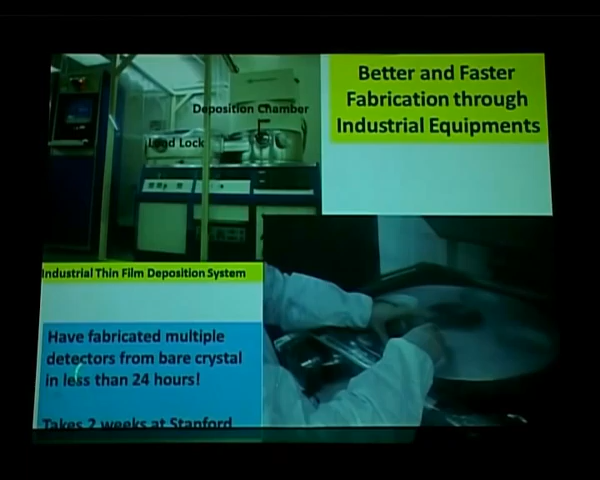 Better and Faster
Fabrication through
Industrial Equipments
Deposition Chamber
Load Lock
Industrial Thin Film Deposition System
Have fabricated multiple
detectors from bare crystal
in less than 24 hours!
Takes 2 weeks at Stanford